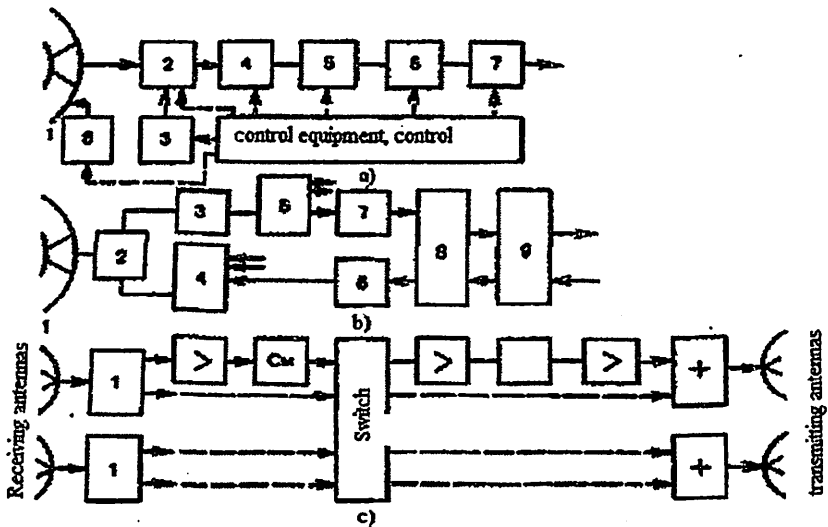 2 4 5 6 7
1 8 3 control equipment, control
a)
3 5 7
2 4 6 8 9
1
b)
Receiving antennas
1 > См > > +
Switch
1 +
transmitting antennas
c)